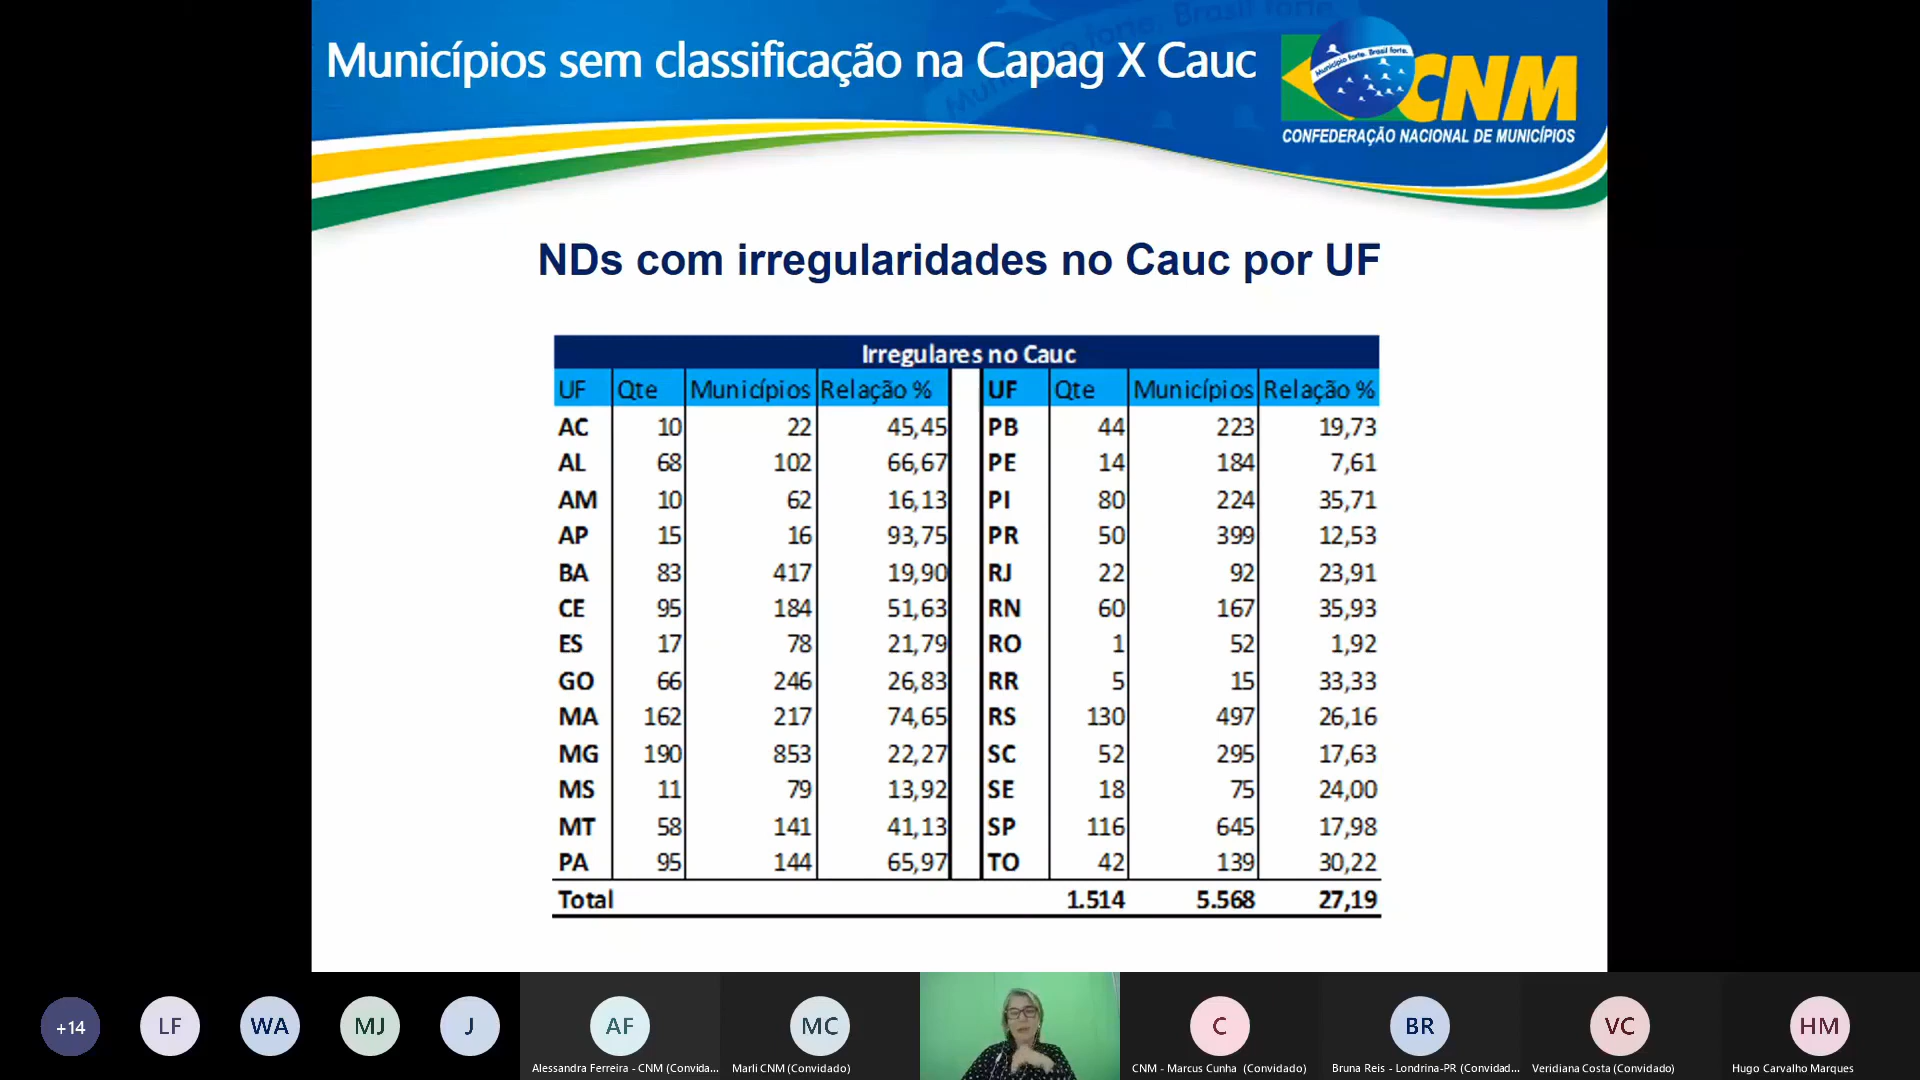 Municípios sem classificação na Capag X Cauc
Município forte. Brasil forte.
CNM
CONFEDERAÇÃO NACIONAL DE MUNICÍPIOS
NDs com irregularidades no Cauc por UF
Irregulares no Cauc
UF Qte Municípios Relação % UF Qte Municípios Relação %
AC 10 22 45,45 PB 44 223 19,73
AL 68 102 66,67 PE 14 184 7,61
AM 10 62 16,13 PI 80 224 35,71
AP 15 16 93,75 PR 50 399 12,53
BA 83 417 19,90 RJ 22 92 23,91
CE 95 184 51,63 RN 60 167 35,93
ES 17 78 21,79 RO 1 52 1,92
GO 66 246 26,83 RR 5 15 33,33
MA 162 217 74,65 RS 130 497 26,16
MG 190 853 22,27 SC 52 295 17,63
MS 11 79 13,92 SE 18 75 24,00
MT 58 141 41,13 SP 116 645 17,98
PA 95 144 65,97 TO 42 139 30,22
Total 1.514 5.568 27,19
+14 LF WA MJ J AF MC C BR VC HM
Alessandra Ferreira - CNM (Convida... Marli CNM (Convidado) CNM - Marcus Cunha (Convidado) Bruna Reis - Londrina-PR (Convidad... Veridiana Costa (Convidado) Hugo Carvalho Marques